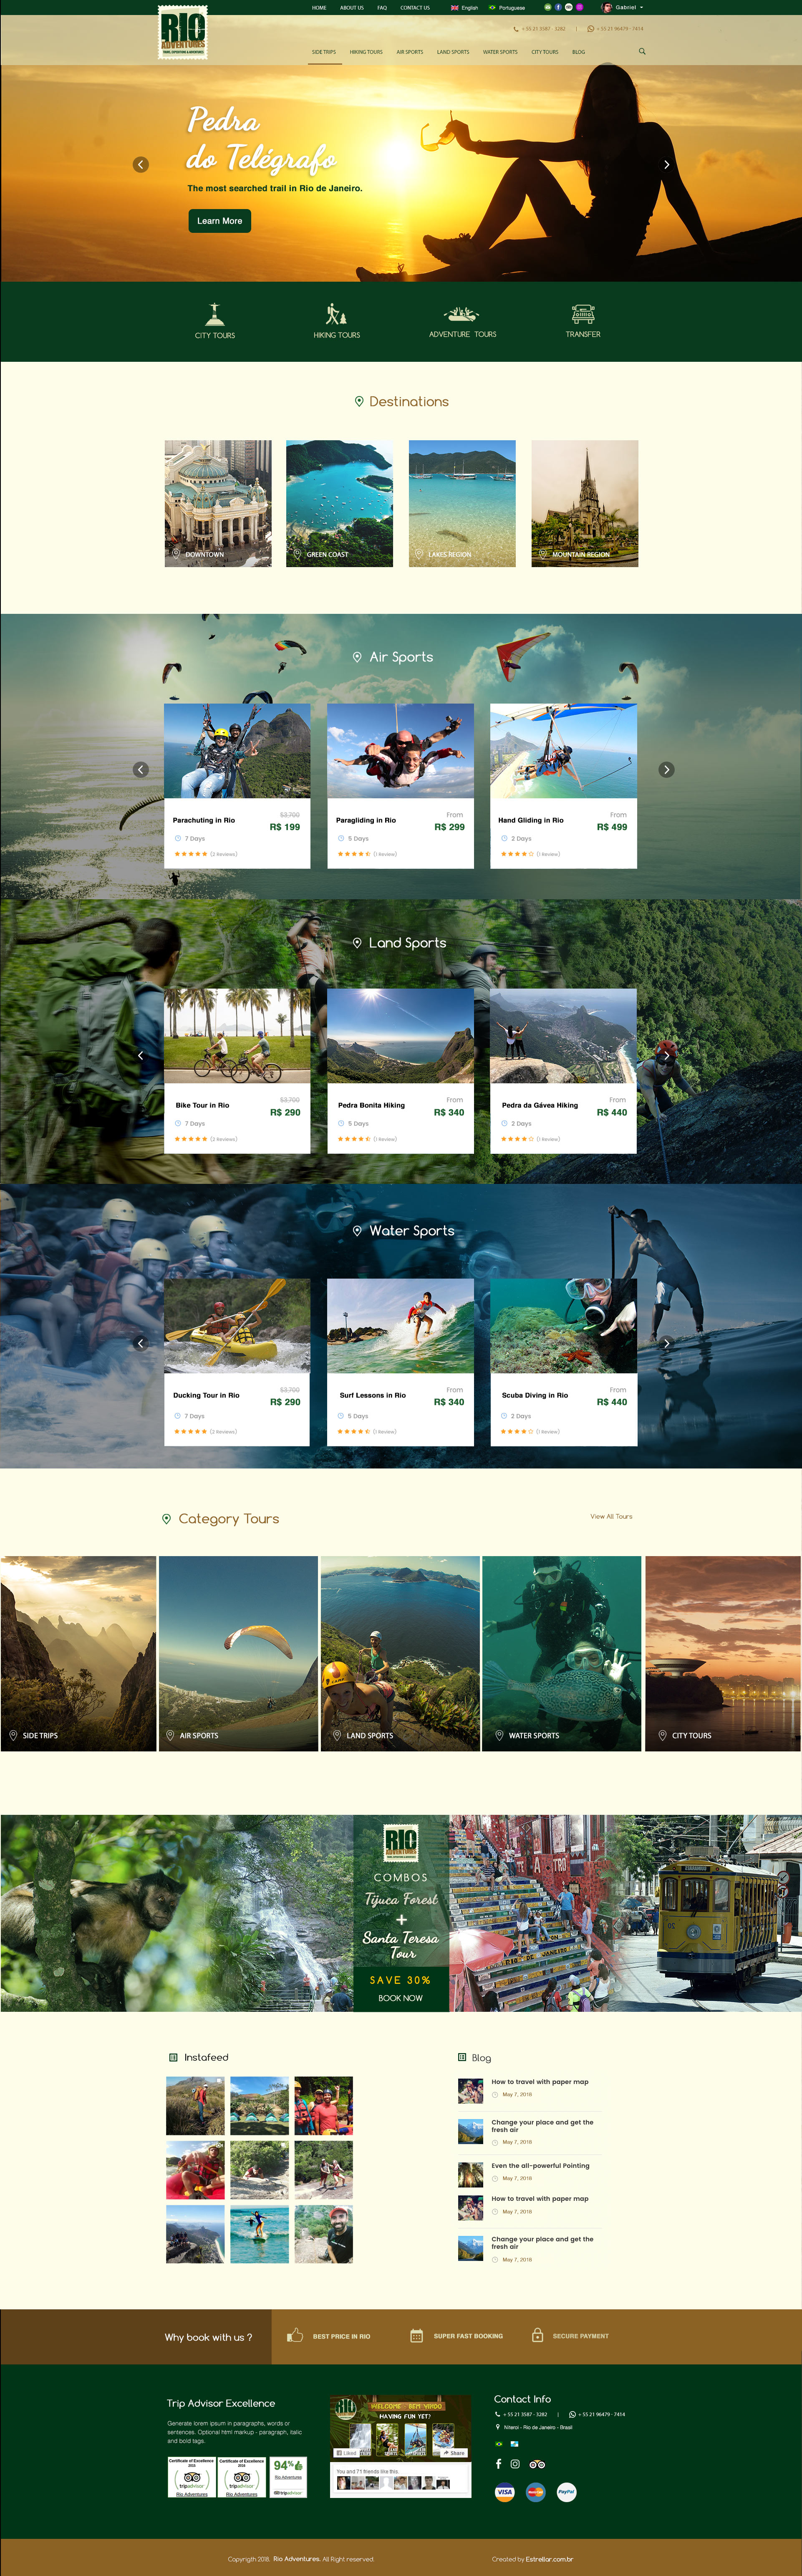 HOME ABOUT US FAQ CONTACT US English Portuguese Gabriel
RIO
ADVENTURES
+ 55 21 3587 - 3282 | + 55 21 96479 - 7414
SIDE TRIPS HIKING TOURS AIR SPORTS LAND SPORTS WATER SPORTS CITY TOURS BLOG
Pedra
do Telégrafo
The most searched trail in Rio de Janeiro.
Learn More
CITY TOURS HIKING TOURS ADVENTURE TOURS TRANSFER
Destinations
DOWNTOWN GREEN COAST LAKES REGION MOUNTAIN REGION
Air Sports
Parachuting in Rio
$3,700
R$ 199
7 Days
(2 Reviews)
Paragliding in Rio
From
R$ 299
5 Days
(1 Review)
Hand Gliding in Rio
From
R$ 499
2 Days
(1 Review)
Land Sports
Bike Tour in Rio
$3,700
R$ 290
7 Days
(2 Reviews)
Pedra Bonita Hiking
From
R$ 340
5 Days
(1 Review)
Pedra da Gávea Hiking
From
R$ 440
2 Days
(1 Review)
Water Sports
Ducking Tour in Rio
$3,700
R$ 290
7 Days
(2 Reviews)
Surf Lessons in Rio
From
R$ 340
5 Days
(1 Review)
Scuba Diving in Rio
From
R$ 440
2 Days
(1 Review)
Category Tours
View All Tours
SIDE TRIPS AIR SPORTS LAND SPORTS WATER SPORTS CITY TOURS
RIO
ADVENTURES
COMBOS
Tijuca Forest
+
Santa Teresa
Tour
SAVE 30%
BOOK NOW
Instafeed
Blog
How to travel with paper map
May 7, 2018
Change your place and get the
fresh air
May 7, 2018
Even the all-powerful Pointing
May 7, 2018
How to travel with paper map
May 7, 2018
Change your place and get the
fresh air
May 7, 2018
Why book with us ?
BEST PRICE IN RIO SUPER FAST BOOKING SECURE PAYMENT
Trip Advisor Excellence
Generate lorem ipsum in paragraphs, words or
sentences. Optional html markup - paragraph, italic
and bold tags.
Certificate of Excellence
tripadvisor
Rio Adventures
Certificate of Excellence
tripadvisor
Rio Adventures
94%
Rio Adventures
tripadvisor
WELCOME - BEM VINDO
HAVING FUN YET?
Liked
Share
You and 71 friends like this.
Contact Info
+ 55 21 3587 - 3282 | + 55 21 96479 - 7414
Niteroi - Rio de Janeiro - Brasil
VISA MasterCard PayPal
Copyrigth 2018. Rio Adventures. All Right reserved.
Created by Estrellar.com.br